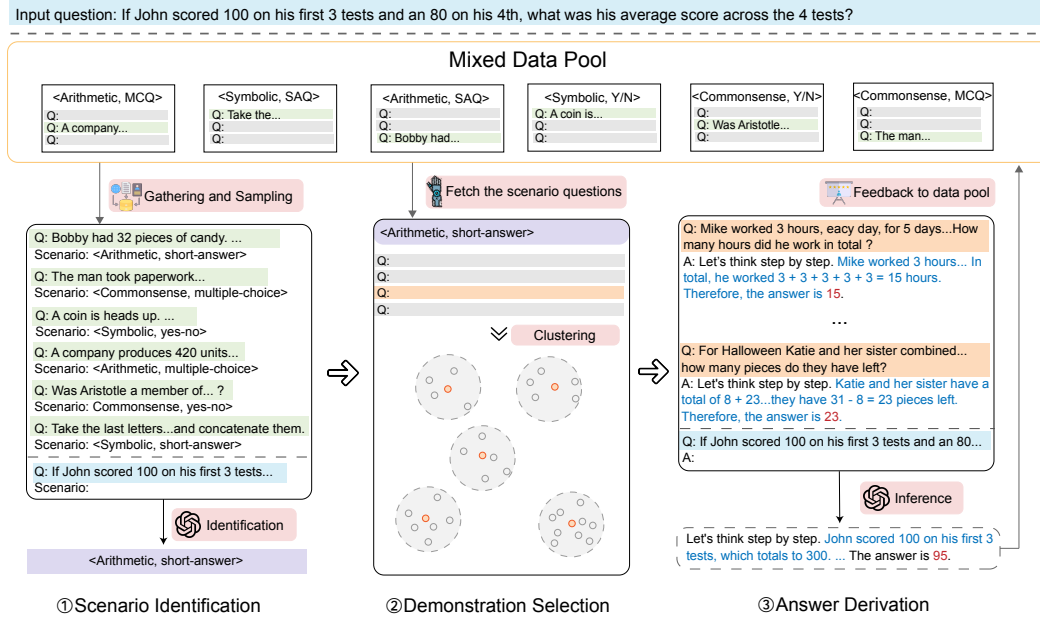 Input question: If John scored 100 on his first 3 tests and an 80 on his 4th, what was his average score across the 4 tests?
Mixed Data Pool
<Arithmetic, MCQ>
Q:
Q: A company...
Q:
<Symbolic, SAQ>
Q: Take the...
Q:
Q:
<Arithmetic, SAQ>
Q:
Q:
Q: Bobby had...
<Symbolic, Y/N>
Q: A coin is...
Q:
Q:
<Commonsense, Y/N>
Q:
Q: Was Aristotle...
Q:
<Commonsense, MCQ>
Q:
Q:
Q: The man...
Gathering and Sampling
Q: Bobby had 32 pieces of candy. ...
Scenario: <Arithmetic, short-answer>
Q: The man took paperwork...
Scenario: <Commonsense, multiple-choice>
Q: A coin is heads up. ...
Scenario: <Symbolic, yes-no>
Q: A company produces 420 units...
Scenario: <Arithmetic, multiple-choice>
Q: Was Aristotle a member of... ?
Scenario: Commonsense, yes-no>
Q: Take the last letters...and concatenate them.
Scenario: <Symbolic, short-answer>
Q: If John scored 100 on his first 3 tests...
Scenario:
Identification
<Arithmetic, short-answer>
①Scenario Identification
Fetch the scenario questions
<Arithmetic, short-answer>
Q:
Q:
Q:
Q:
Clustering
②Demonstration Selection
Feedback to data pool
Q: Mike worked 3 hours, eacy day, for 5 days...How
many hours did he work in total ?
A: Let's think step by step. Mike worked 3 hours... In
total, he worked 3 + 3 + 3 + 3 + 3 = 15 hours.
Therefore, the answer is 15.
...
Q: For Halloween Katie and her sister combined...
how many pieces do they have left?
A: Let's think step by step. Katie and her sister have a
total of 8 + 23...they have 31 - 8 = 23 pieces left.
Therefore, the answer is 23.
Q: If John scored 100 on his first 3 tests and an 80...
A:
Inference
Let's think step by step. John scored 100 on his first 3
tests, which totals to 300. ... The answer is 95.
③Answer Derivation